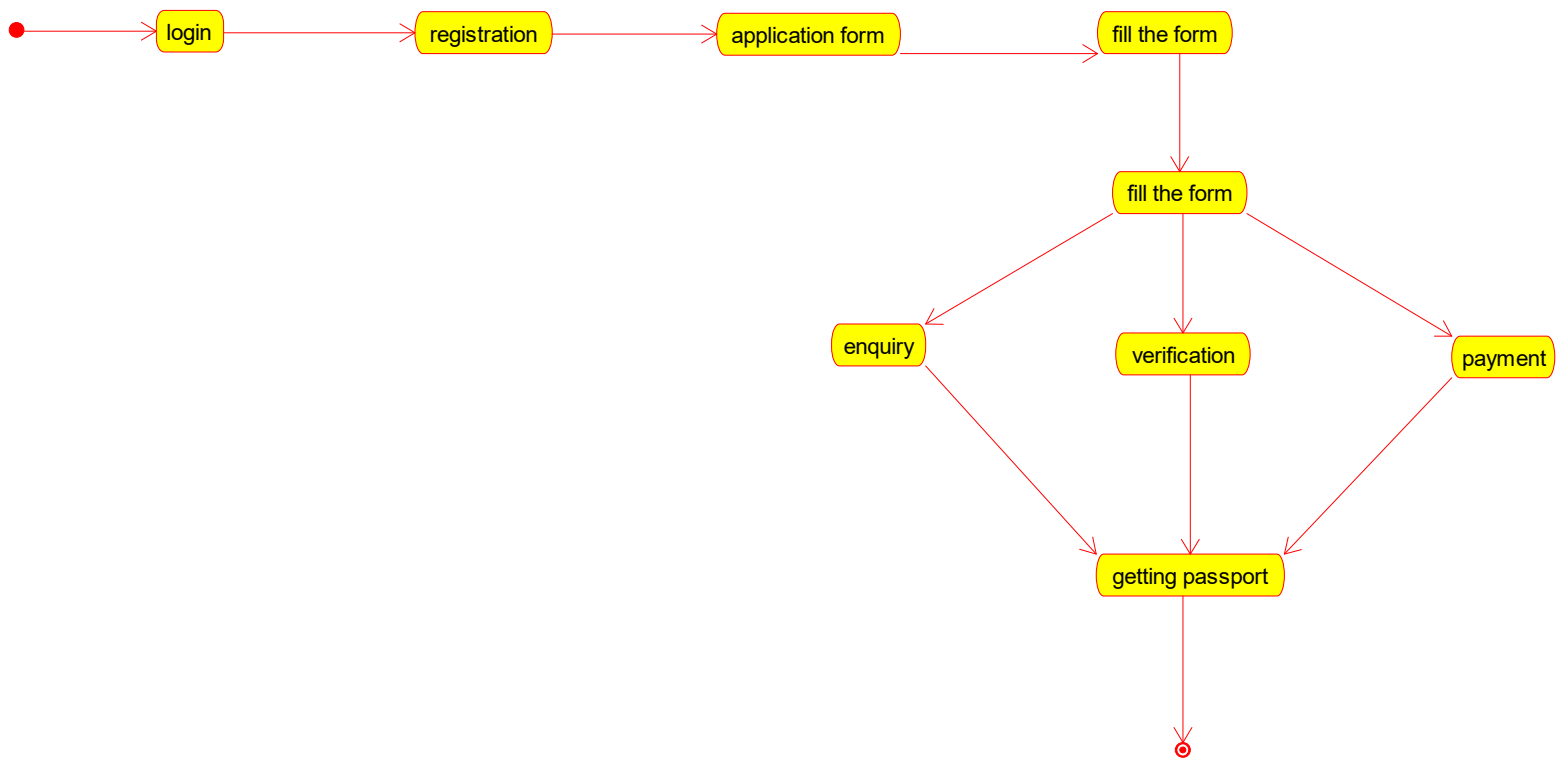 login
registration
application form
fill the form
fill the form
enquiry
verification
payment
getting passport